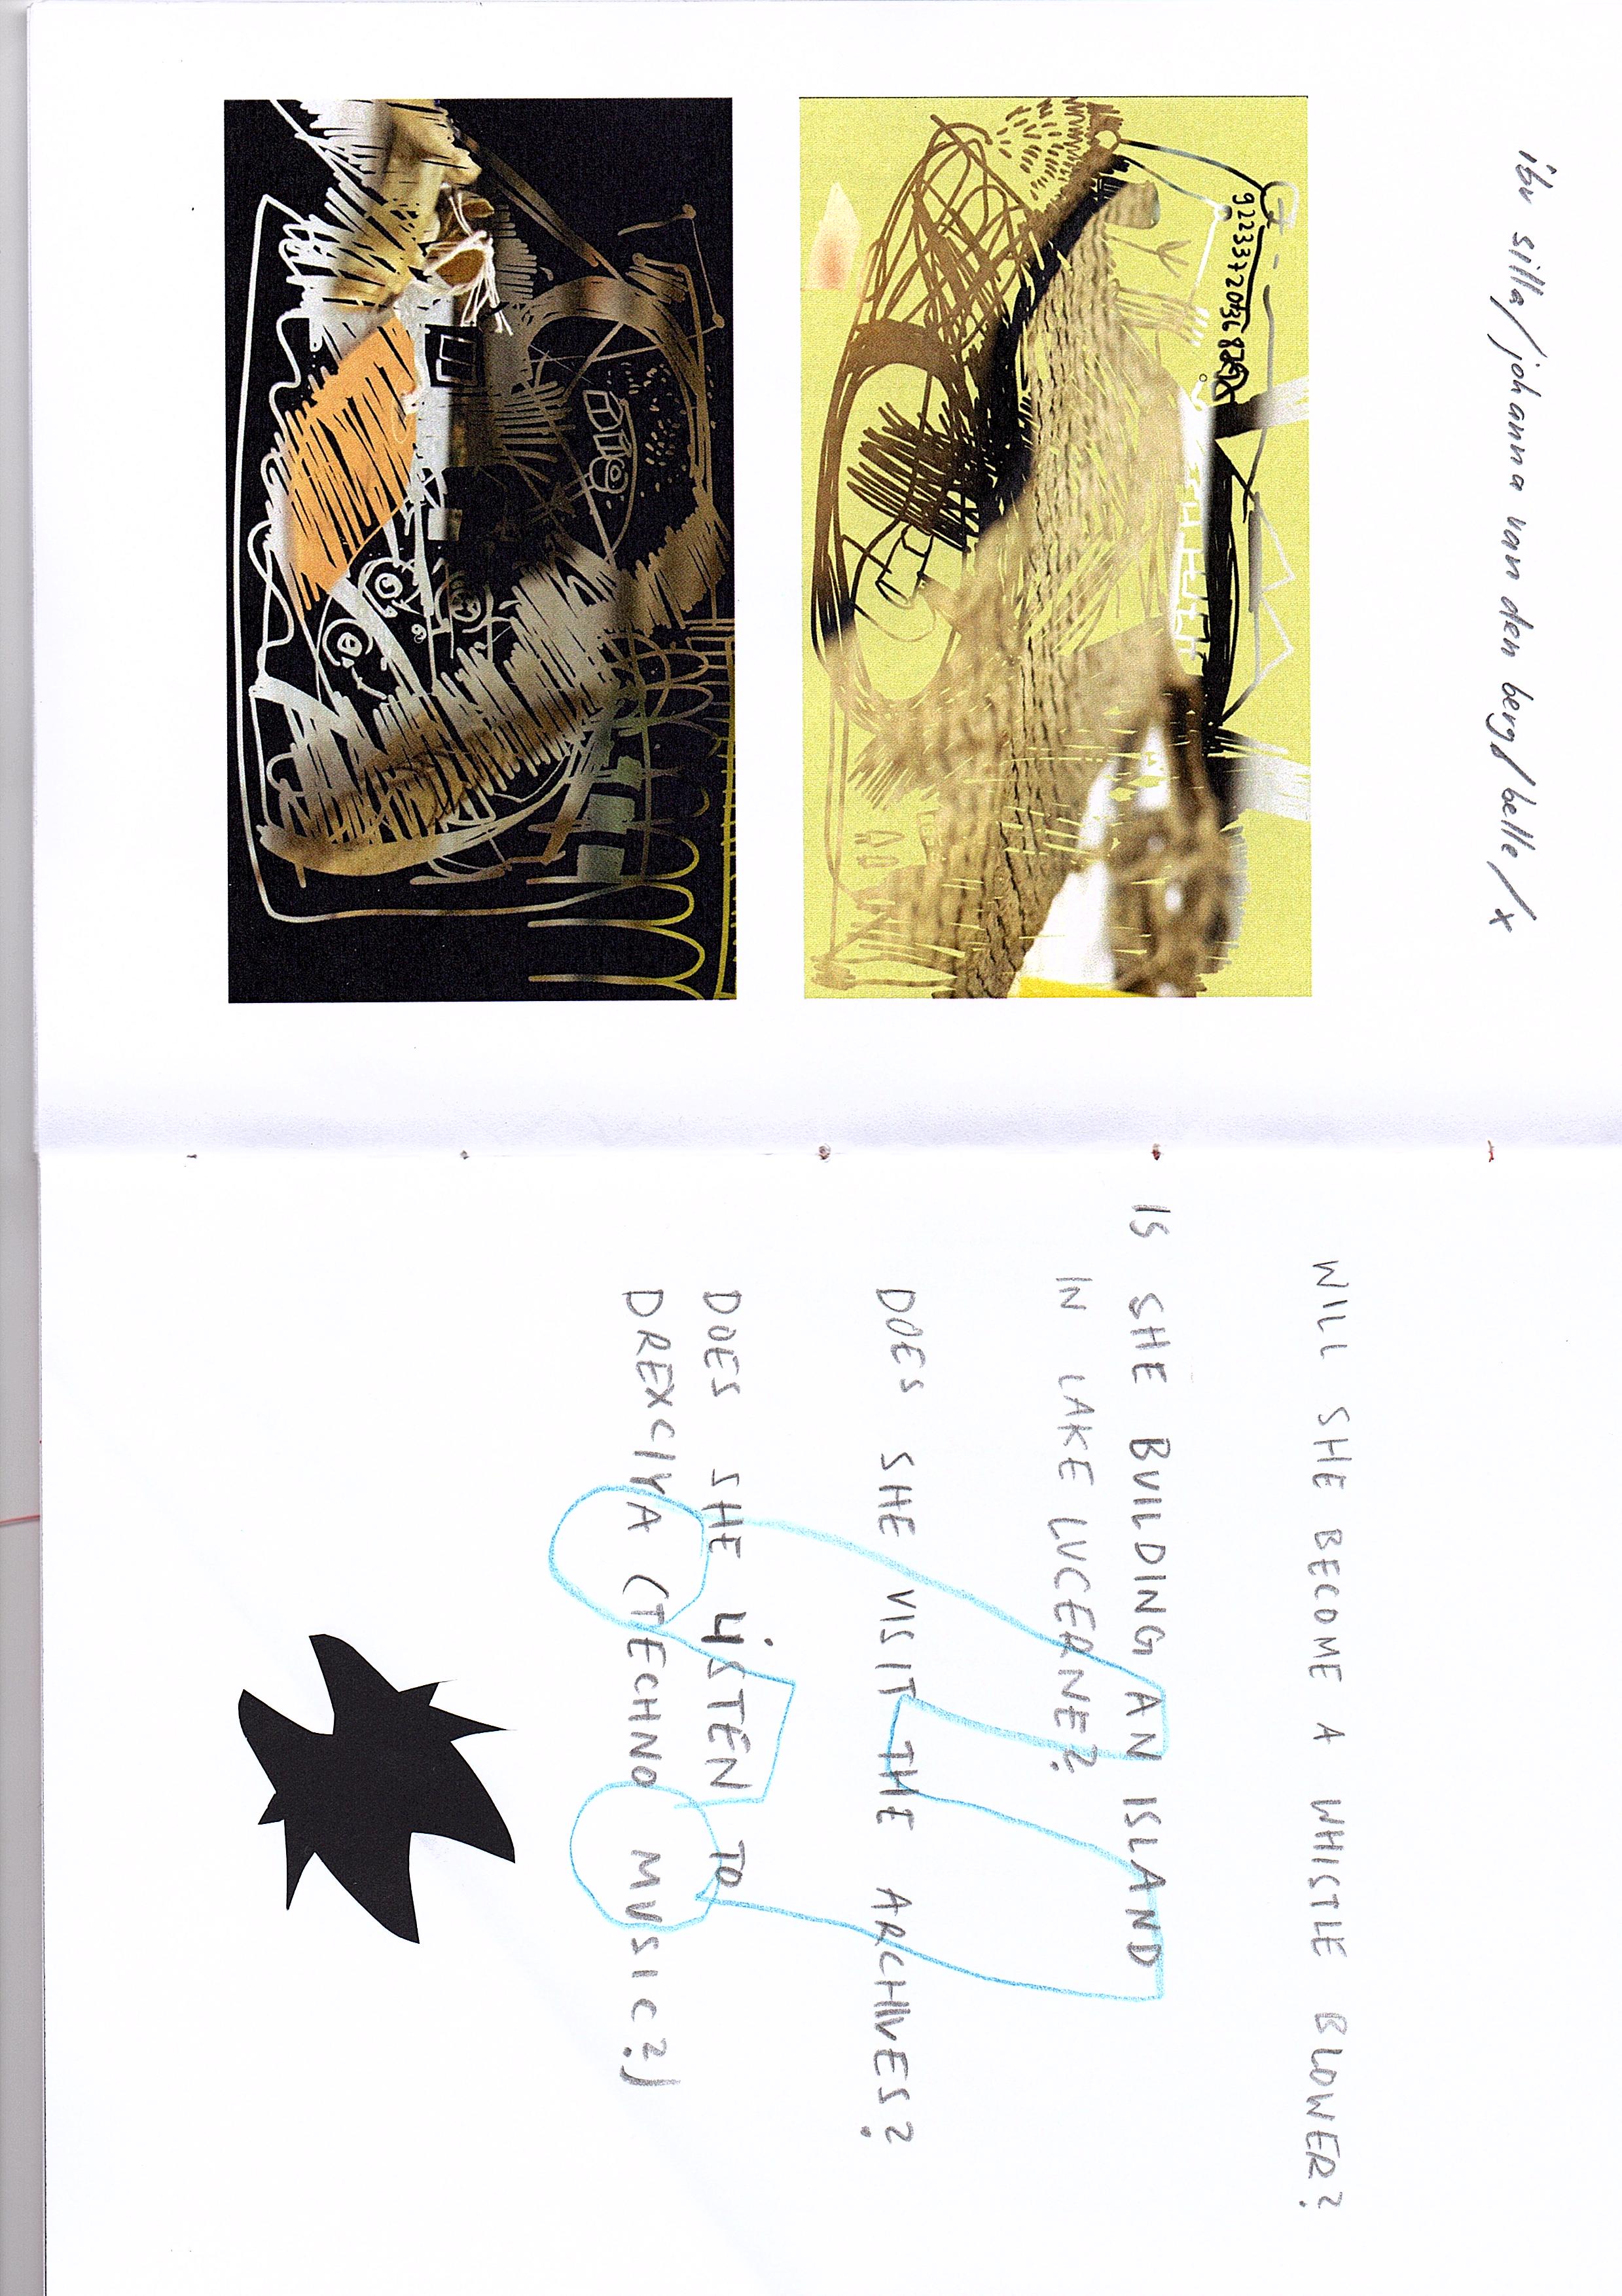 ibu silla/johanna van den berg/belle/x
WILL SHE BECOME A WHISTLE BLOWER?
IS SHE BUILDING AN ISLAND
IN LAKE LUCERNE?
DOES SHE VISIT THE ARCHIVES?
DOES SHE LISTEN TO
DREXCIYA (TECHNO MUSIC?)